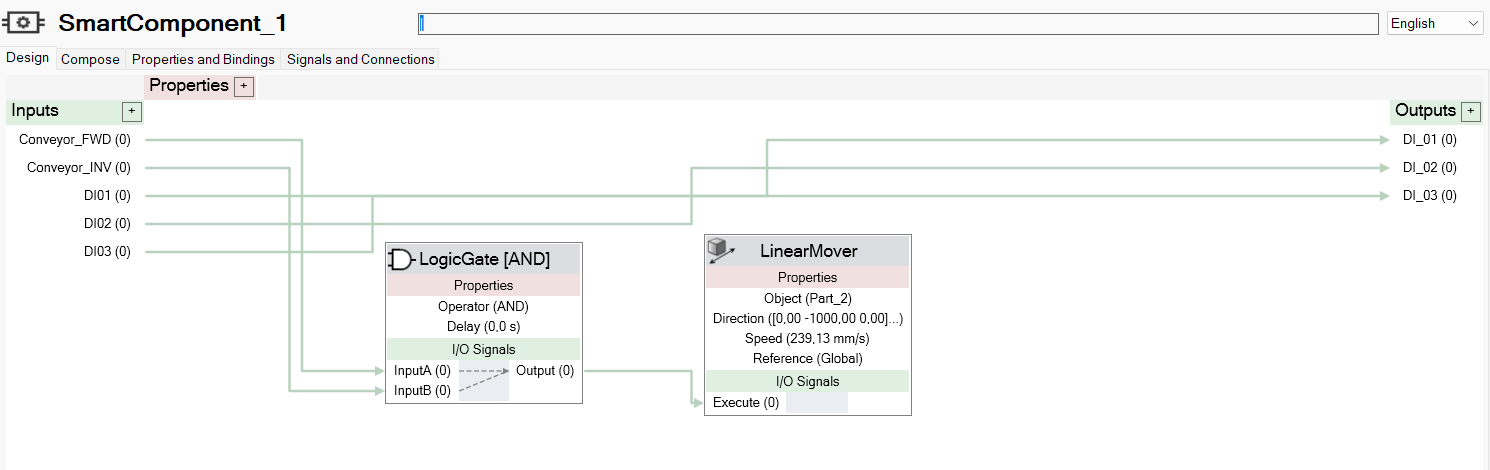 SmartComponent_1
English
Design Compose Properties and Bindings Signals and Connections
Properties +
Inputs +
Outputs +
Conveyor_FWD (0)
DI_01 (0)
Conveyor_INV (0)
DI_02 (0)
DI01 (0)
DI_03 (0)
DI02 (0)
DI03 (0)
LogicGate [AND]
Properties
Operator (AND)
Delay (0,0 s)
I/O Signals
InputA (0) Output (0)
InputB (0)
LinearMover
Properties
Object (Part_2)
Direction ([0,00 -1000,00 0,00]...)
Speed (239,13 mm/s)
Reference (Global)
I/O Signals
Execute (0)